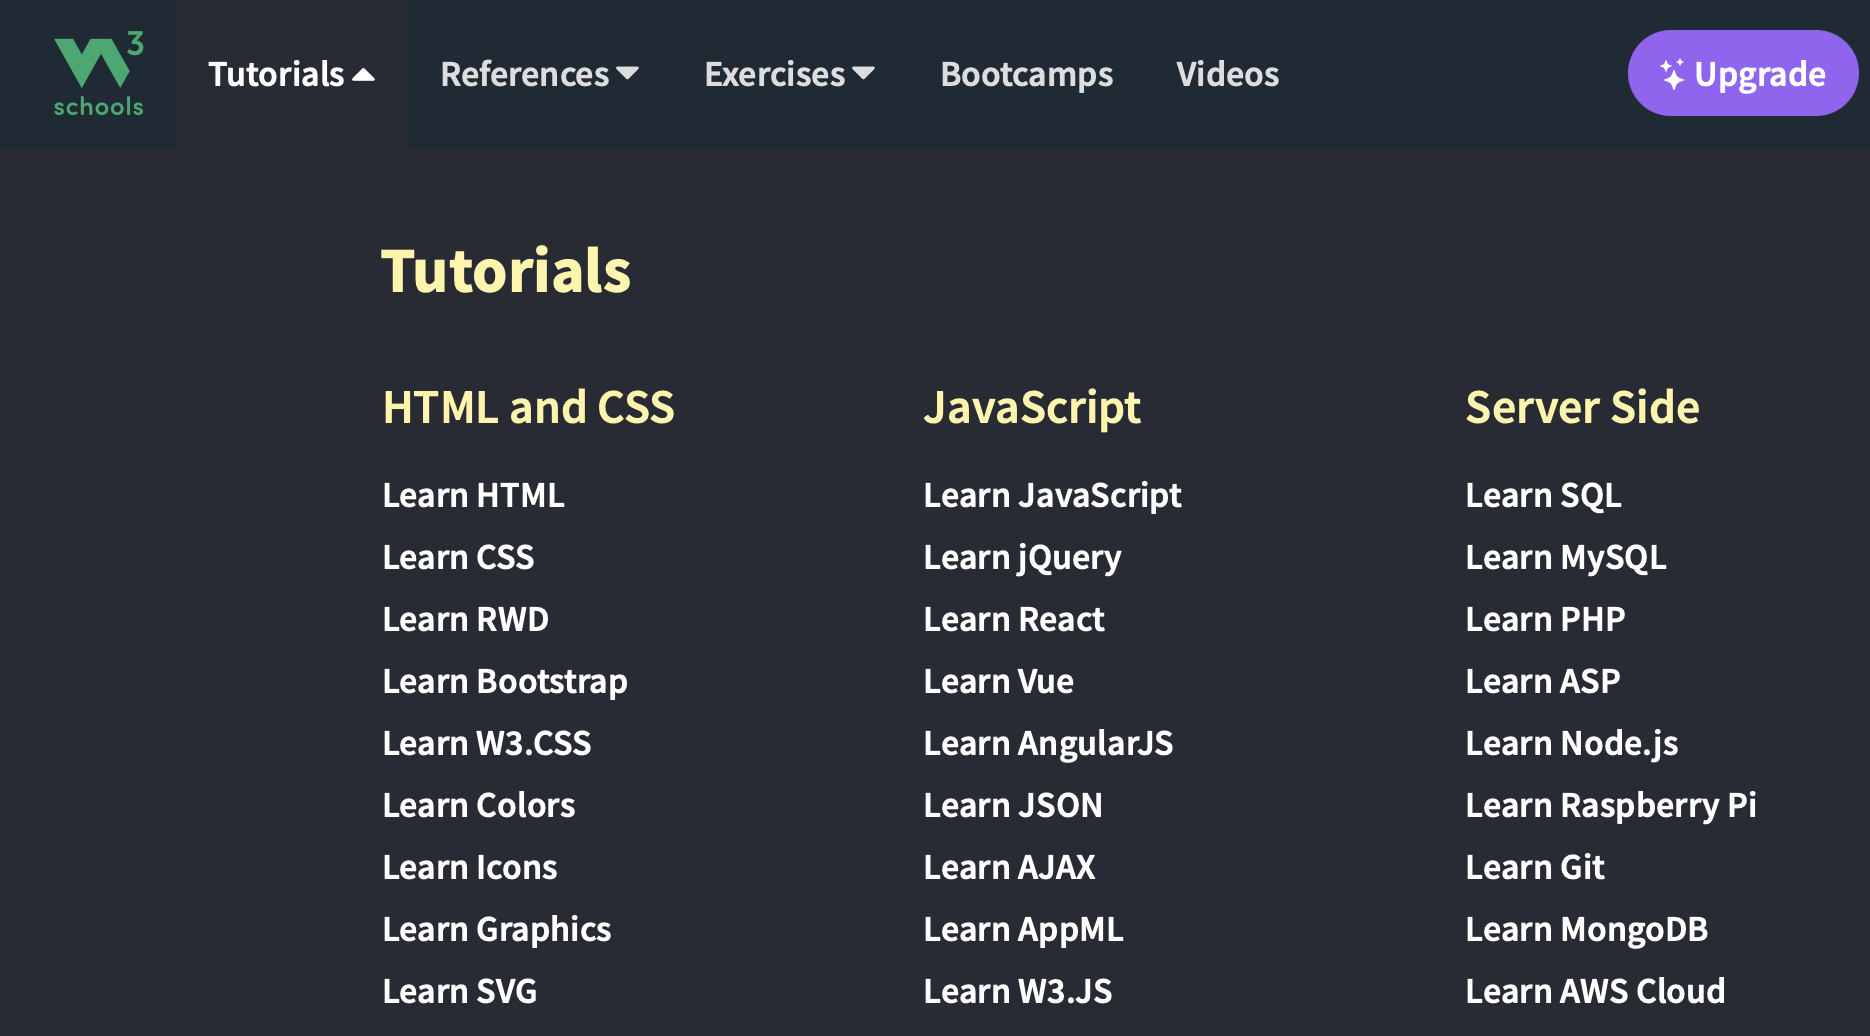 W3 schools
Tutorials
References
Exercises
Bootcamps
Videos
Upgrade
Tutorials
HTML and CSS
Learn HTML
Learn CSS
Learn RWD
Learn Bootstrap
Learn W3.CSS
Learn Colors
Learn Icons
Learn Graphics
Learn SVG
JavaScript
Learn JavaScript
Learn jQuery
Learn React
Learn Vue
Learn AngularJS
Learn JSON
Learn AJAX
Learn AppML
Learn W3.JS
Server Side
Learn SQL
Learn MySQL
Learn PHP
Learn ASP
Learn Node.js
Learn Raspberry Pi
Learn Git
Learn MongoDB
Learn AWS Cloud